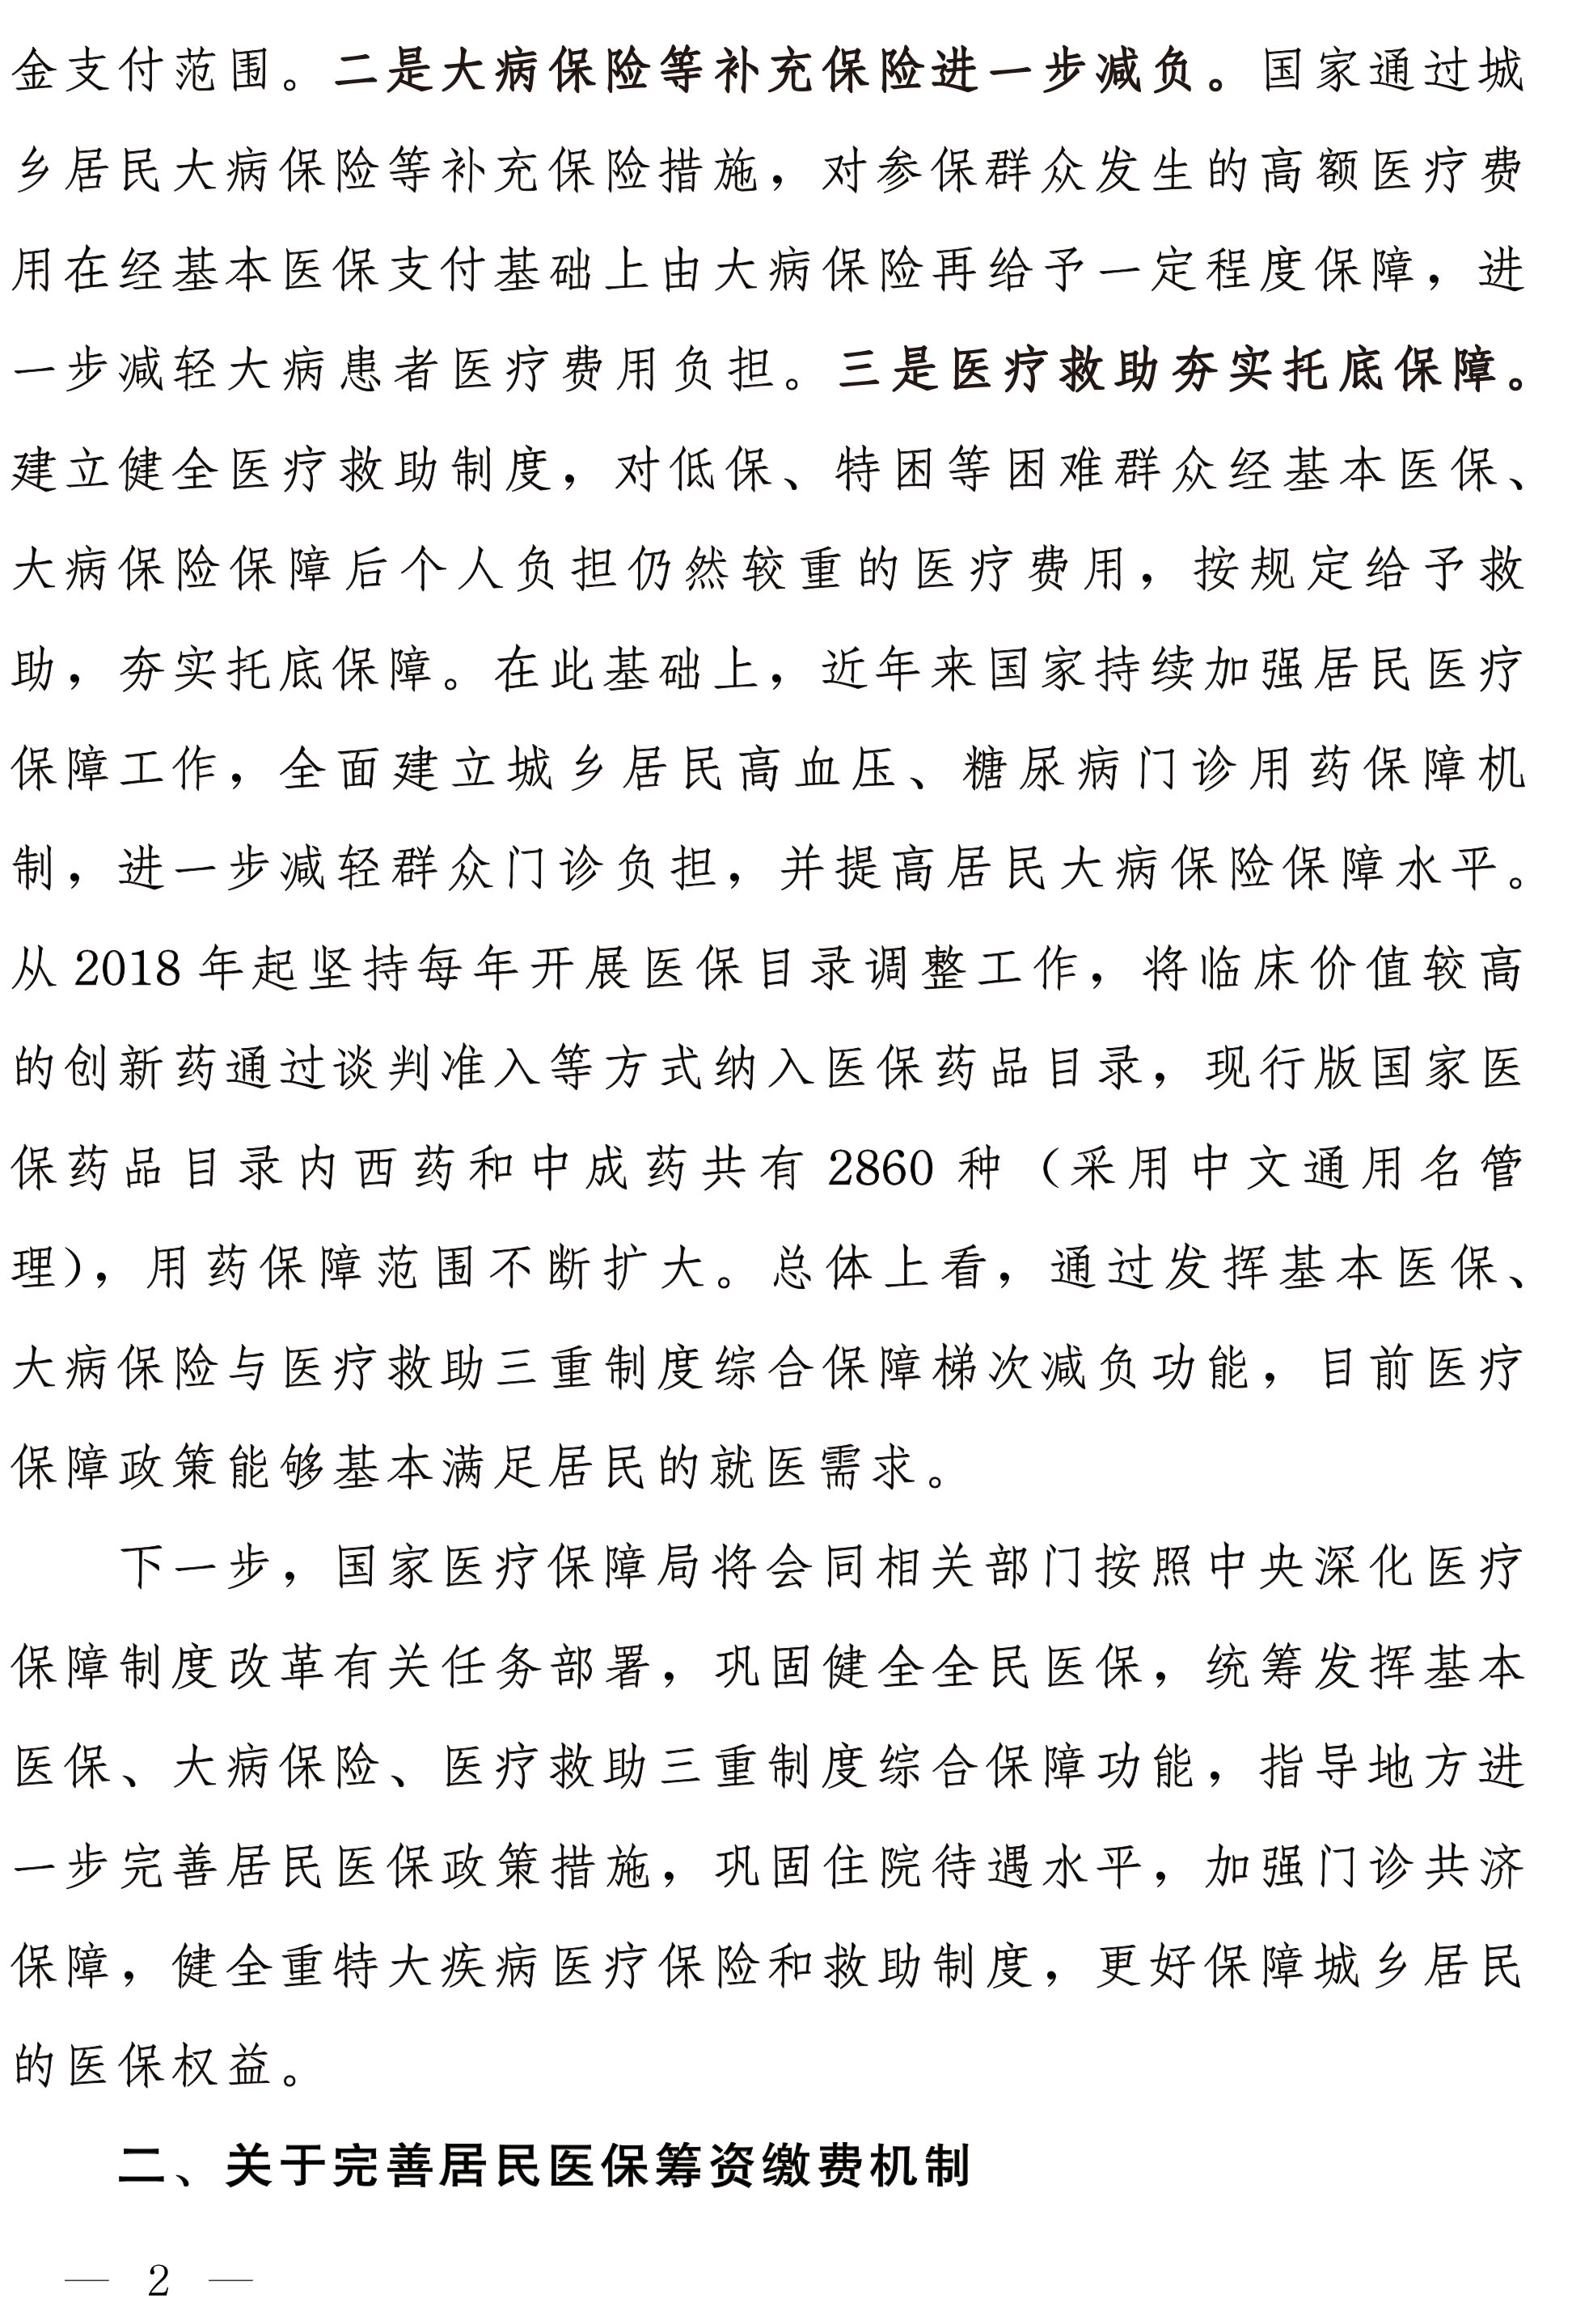 金支付范围。二是大病保险等补充保险进一步减负。国家通过城
乡居民大病保险等补充保险措施，对参保群众发生的高额医疗费
用在经基本医保支付基础上由大病保险再给予一定程度保障，进
一步减轻大病患者医疗费用负担。三是医疗救助夯实托底保障。
建立健全医疗救助制度，对低保、特困等困难群众经基本医保、
大病保险保障后个人负担仍然较重的医疗费用，按规定给予救
助，夯实托底保障。在此基础上，近年来国家持续加强居民医疗
保障工作，全面建立城乡居民高血压、糖尿病门诊用药保障机
制，进一步减轻群众门诊负担，并提高居民大病保险保障水平。
从 2018 年起坚持每年开展医保目录调整工作，将临床价值较高
的创新药通过谈判准入等方式纳入医保药品目录，现行版国家医
保药品目录内西药和中成药共有 2860 种（采用中文通用名管
理），用药保障范围不断扩大。总体上看，通过发挥基本医保、
大病保险与医疗救助三重制度综合保障梯次减负功能，目前医疗
保障政策能够基本满足居民的就医需求。
下一步，国家医疗保障局将会同相关部门按照中央深化医疗
保障制度改革有关任务部署，巩固健全全民医保，统筹发挥基本
医保、大病保险、医疗救助三重制度综合保障功能，指导地方进
一步完善居民医保政策措施，巩固住院待遇水平，加强门诊共济
保障，健全重特大疾病医疗保险和救助制度，更好保障城乡居民
的医保权益。
二、关于完善居民医保筹资缴费机制
— 2 —